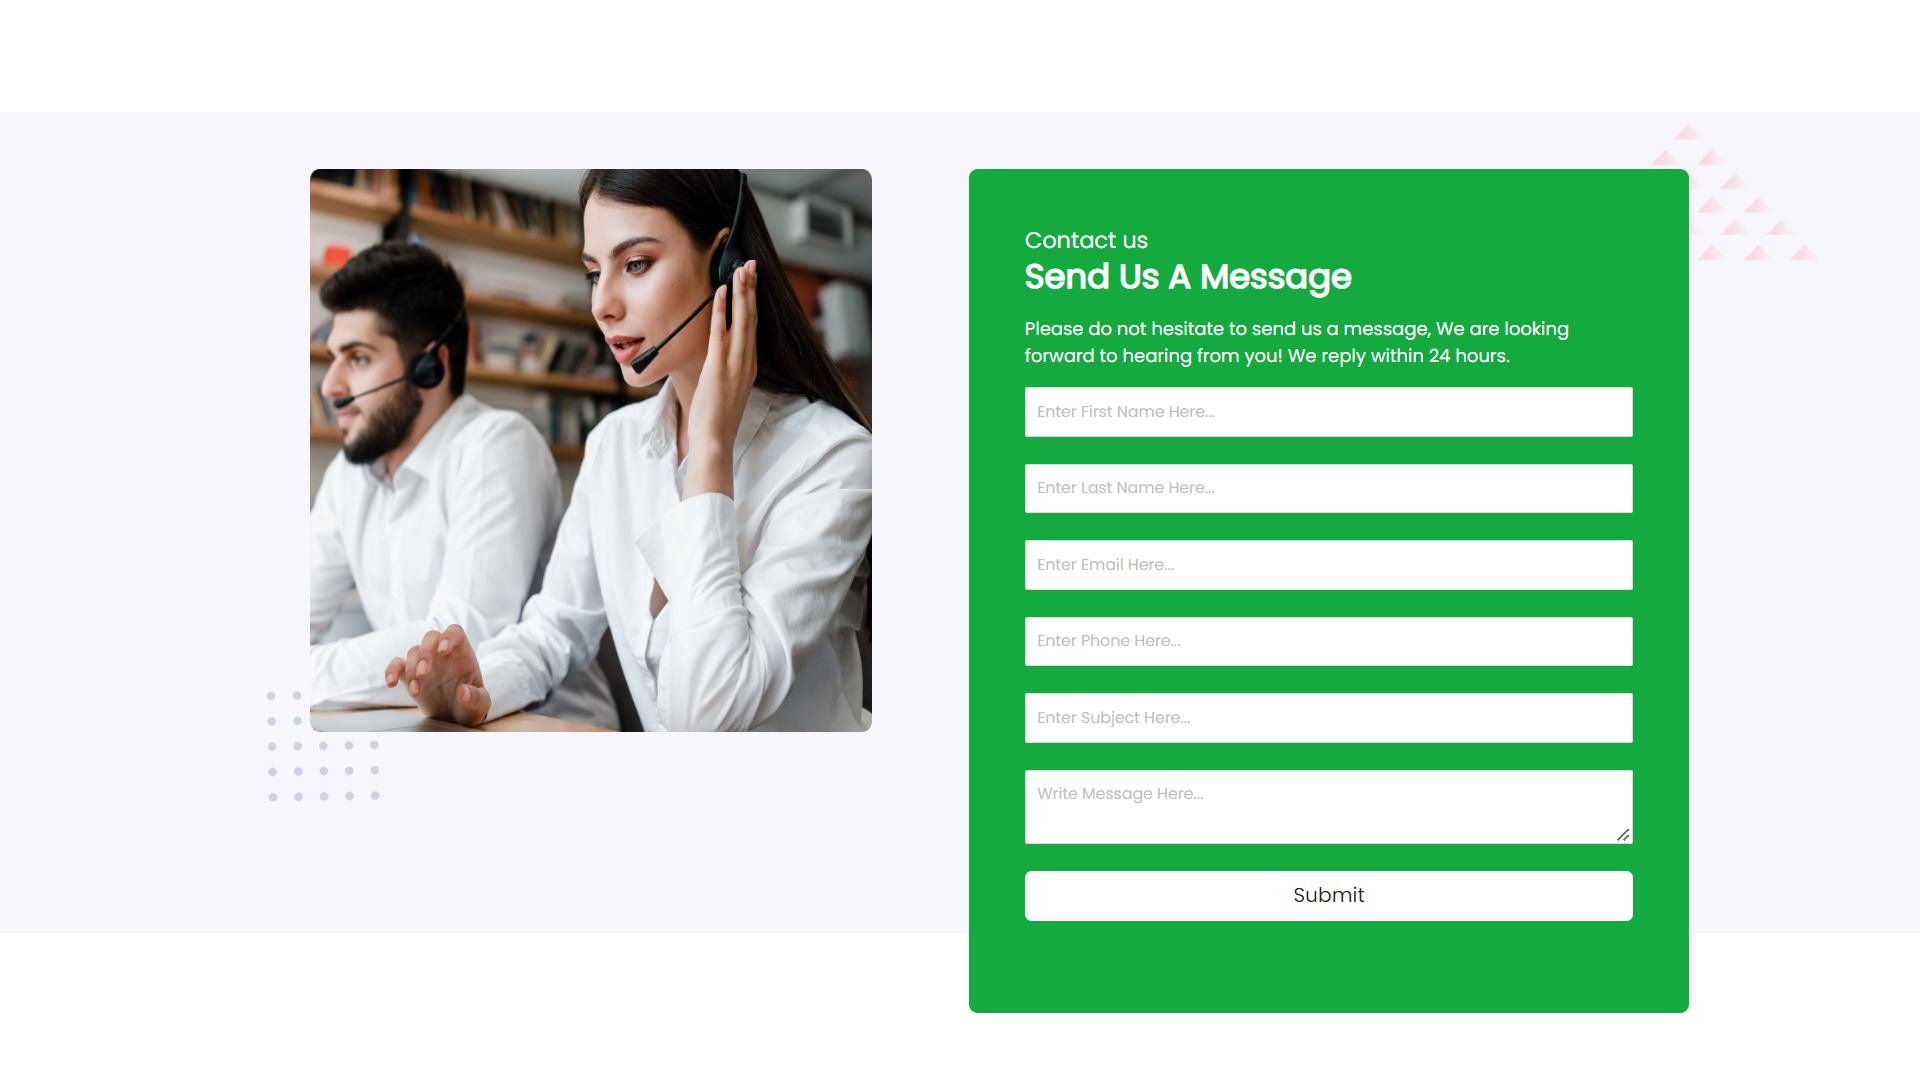 Contact us
Send Us A Message
Please do not hesitate to send us a message, We are looking
forward to hearing from you! We reply within 24 hours.
Enter First Name Here...
Enter Last Name Here...
Enter Email Here...
Enter Phone Here...
Enter Subject Here...
Write Message Here...
Submit